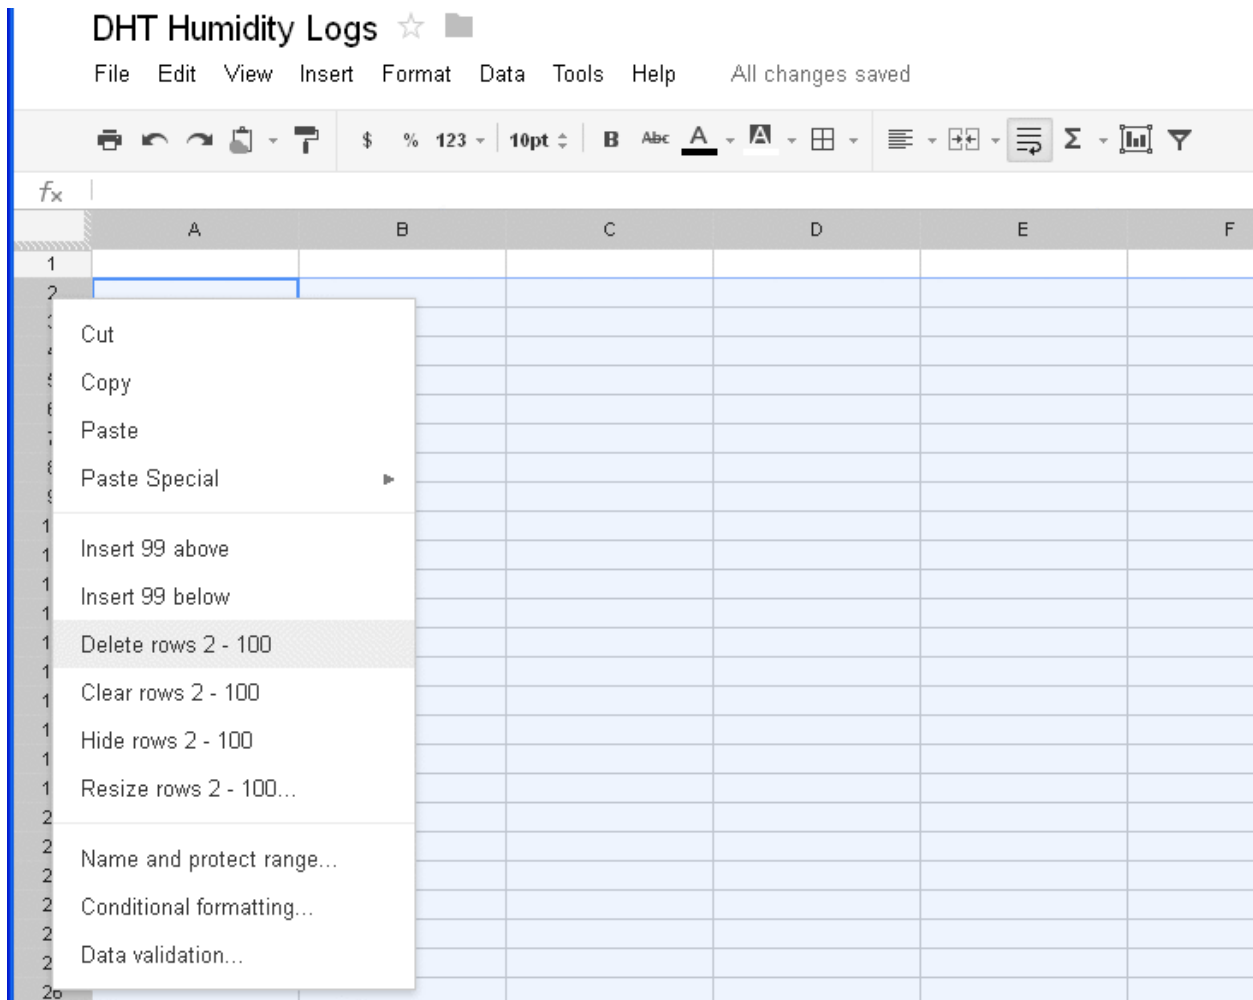 DHT Humidity Logs
File Edit View Insert Format Data Tools Help All changes saved
$ % 123 10pt B Abc A A Σ
fx
A B C D E F
1
2
Cut
Copy
Paste
Paste Special
Insert 99 above
Insert 99 below
Delete rows 2 - 100
Clear rows 2 - 100
Hide rows 2 - 100
Resize rows 2 - 100...
Name and protect range...
Conditional formatting...
Data validation...